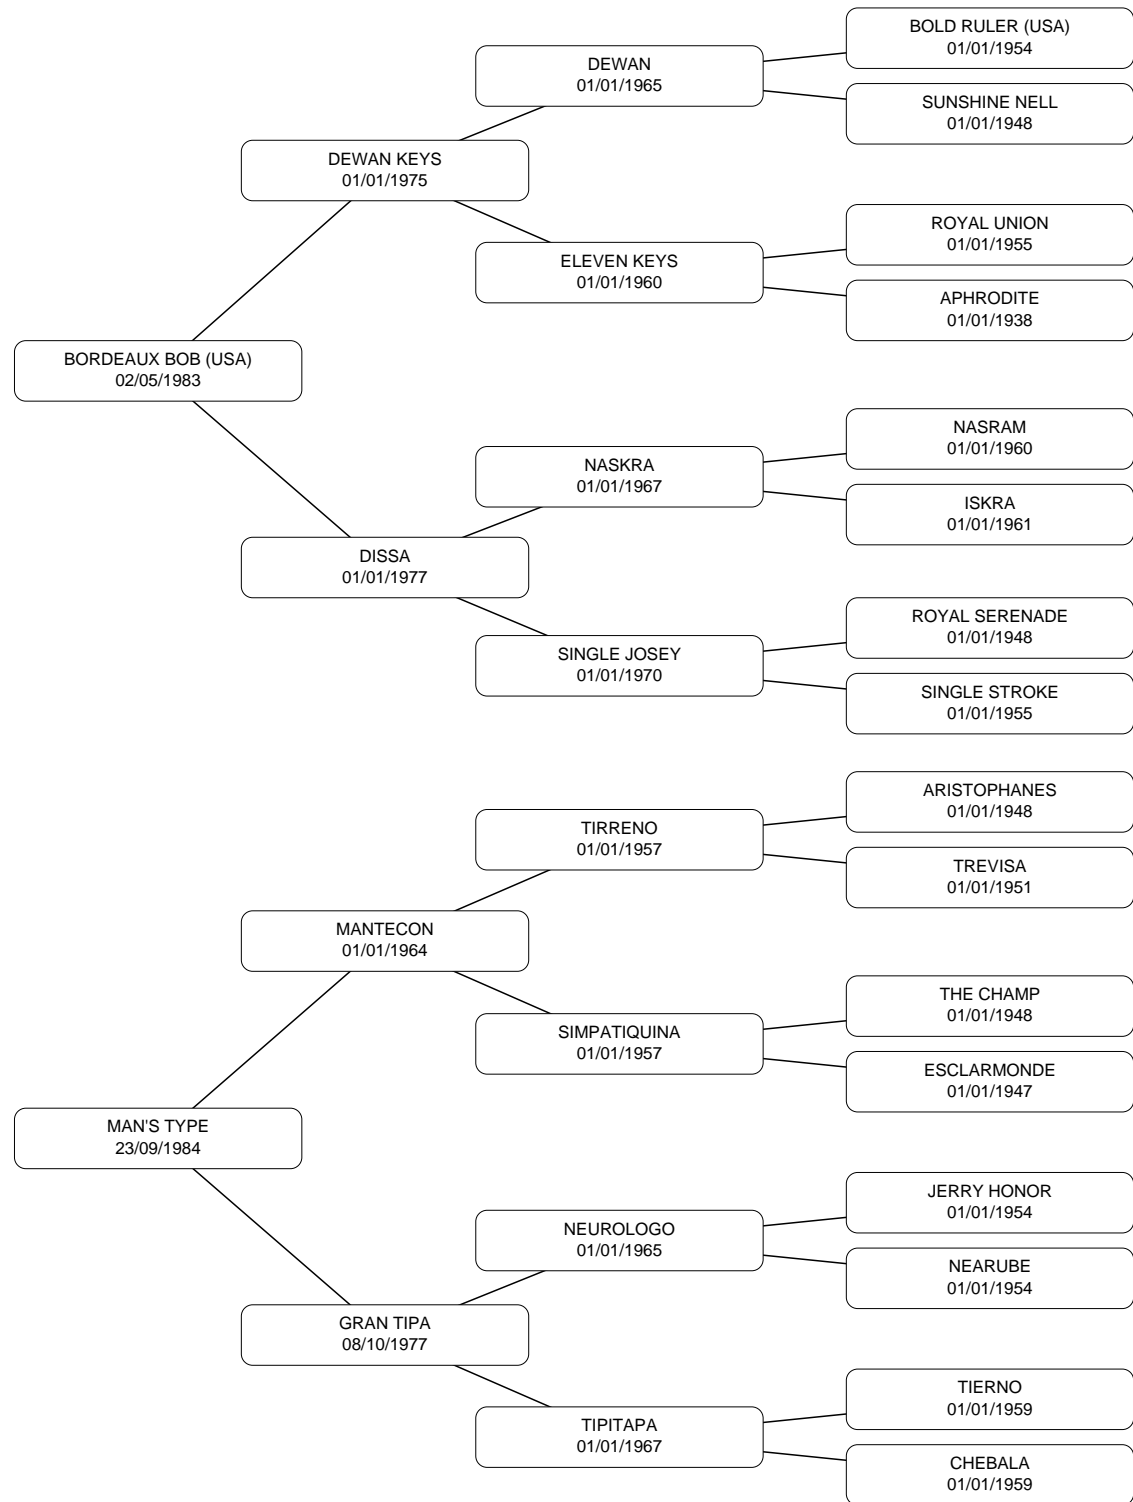 BOLD RULER (USA)
01/01/1954
DEWAN
01/01/1965
SUNSHINE NELL
01/01/1948
DEWAN KEYS
01/01/1975
ROYAL UNION
01/01/1955
ELEVEN KEYS
01/01/1960
APHRODITE
01/01/1938
BORDEAUX BOB (USA)
02/05/1983
NASRAM
01/01/1960
NASKRA
01/01/1967
ISKRA
01/01/1961
DISSA
01/01/1977
ROYAL SERENADE
01/01/1948
SINGLE JOSEY
01/01/1970
SINGLE STROKE
01/01/1955
ARISTOPHANES
01/01/1948
TIRRENO
01/01/1957
TREVISA
01/01/1951
MANTECON
01/01/1964
THE CHAMP
01/01/1948
SIMPATIQUINA
01/01/1957
ESCLARMONDE
01/01/1947
MAN'S TYPE
23/09/1984
JERRY HONOR
01/01/1954
NEUROLOGO
01/01/1965
NEARUBE
01/01/1954
GRAN TIPA
08/10/1977
TIERNO
01/01/1959
TIPITAPA
01/01/1967
CHEBALA
01/01/1959